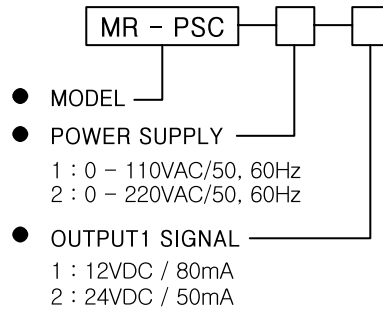 MR - PSC
● MODEL
● POWER SUPPLY
1 : 0 - 110VAC/50, 60Hz
2 : 0 - 220VAC/50, 60Hz
● OUTPUT1 SIGNAL
1 : 12VDC / 80mA
2 : 24VDC / 50mA